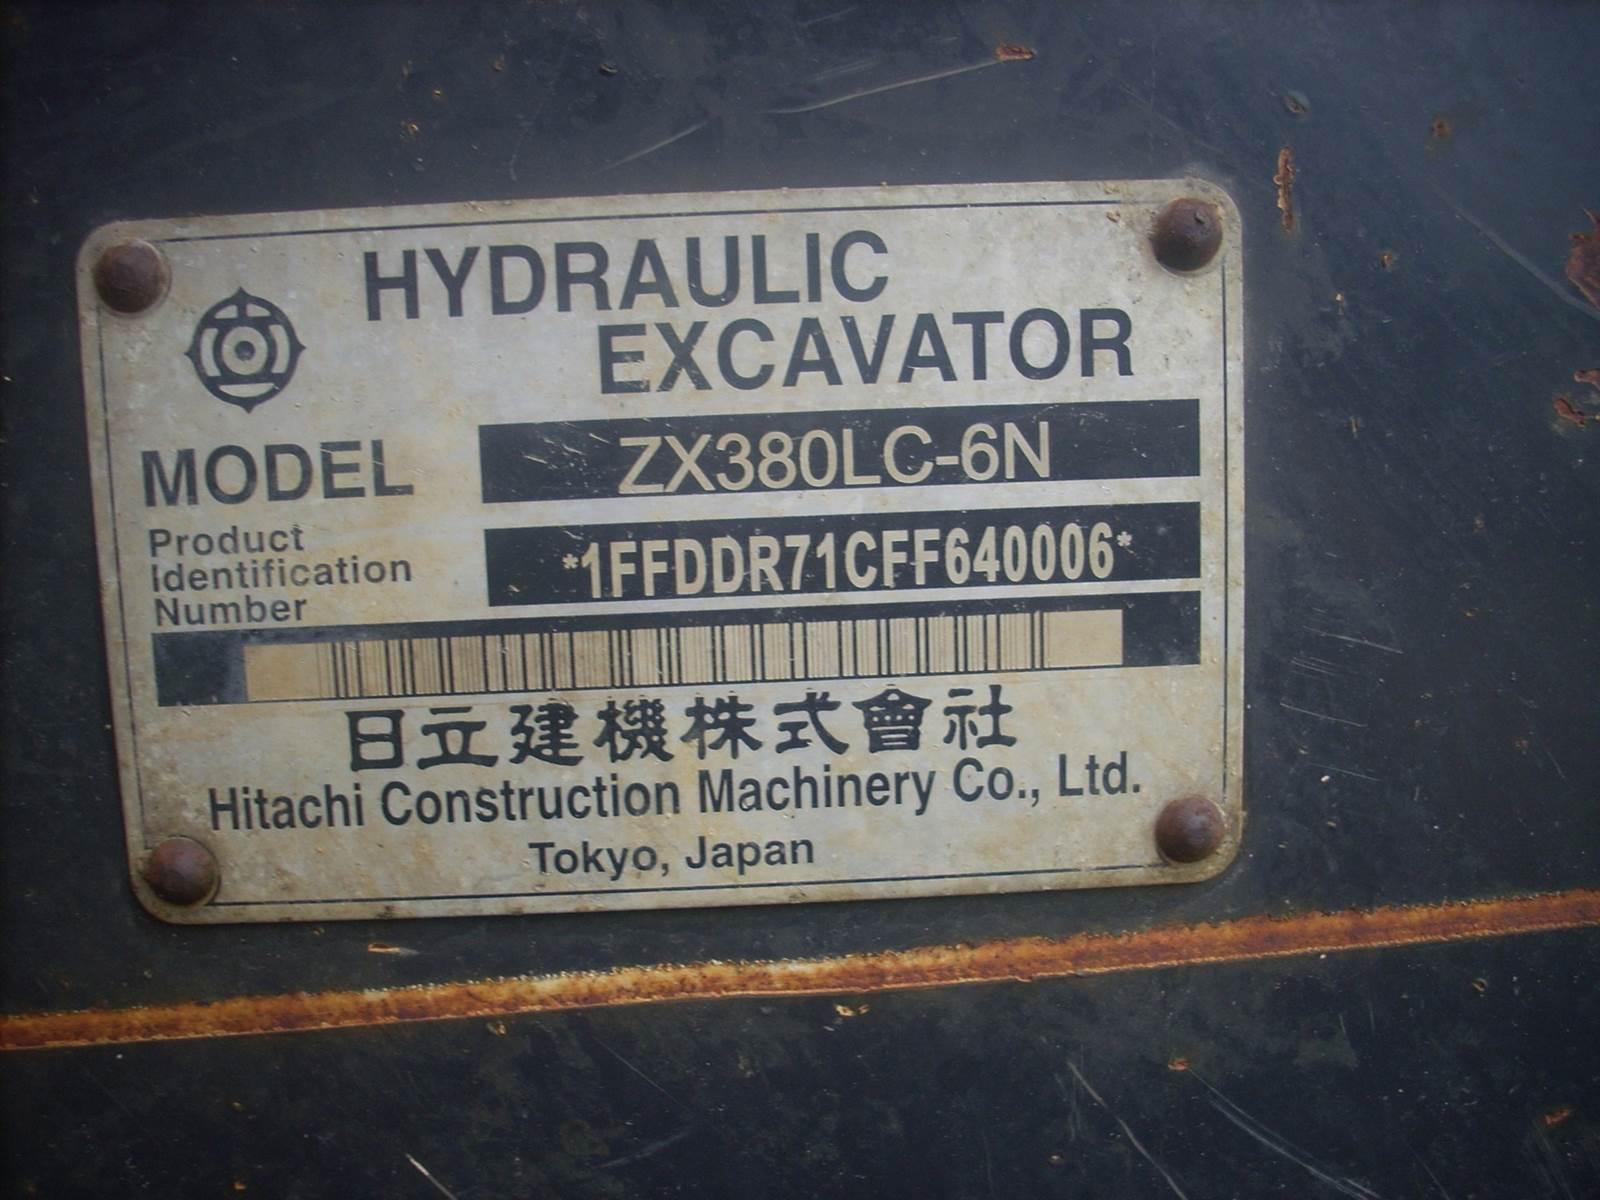 HYDRAULIC
EXCAVATOR
MODEL ZX380LC-6N
Product
Identification
Number
*1FFDDR71CFF640006*
日立建機株式會社
Hitachi Construction Machinery Co., Ltd.
Tokyo, Japan